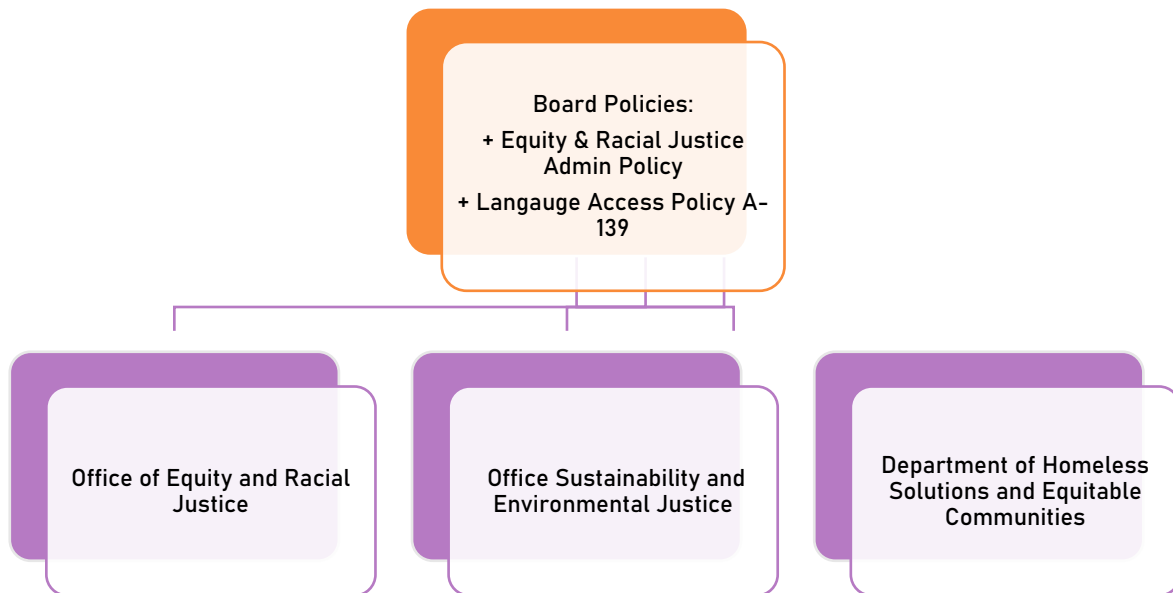 Board Policies:
+ Equity & Racial Justice
Admin Policy
+ Langauge Access Policy A-
139
Office of Equity and Racial
Justice
Office Sustainability and
Environmental Justice
Department of Homeless
Solutions and Equitable
Communities